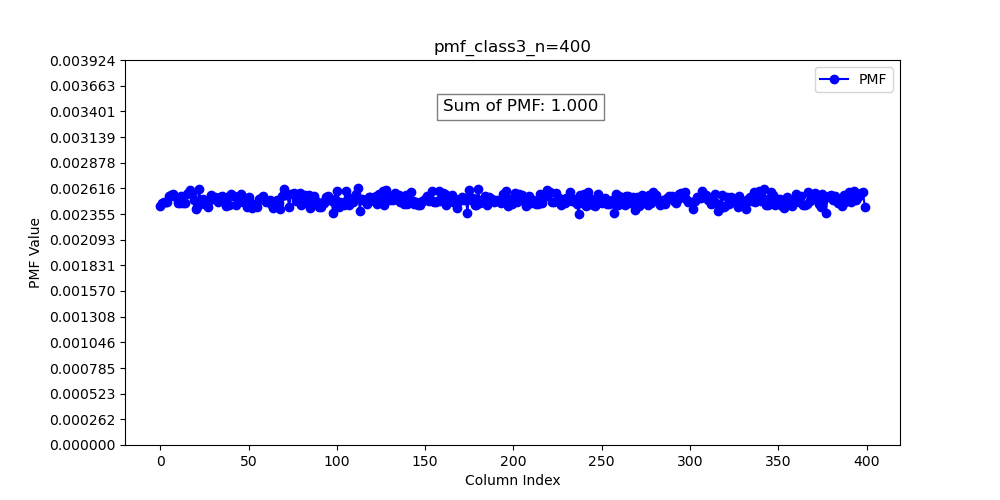 pmf_class3_n=400
0.003924
0.003663
0.003401
0.003139
0.002878
0.002616
0.002355
0.002093
0.001831
0.001570
0.001308
0.001046
0.000785
0.000523
0.000262
0.000000
PMF Value
PMF
Sum of PMF: 1.000
0 50 100 150 200 250 300 350 400
Column Index